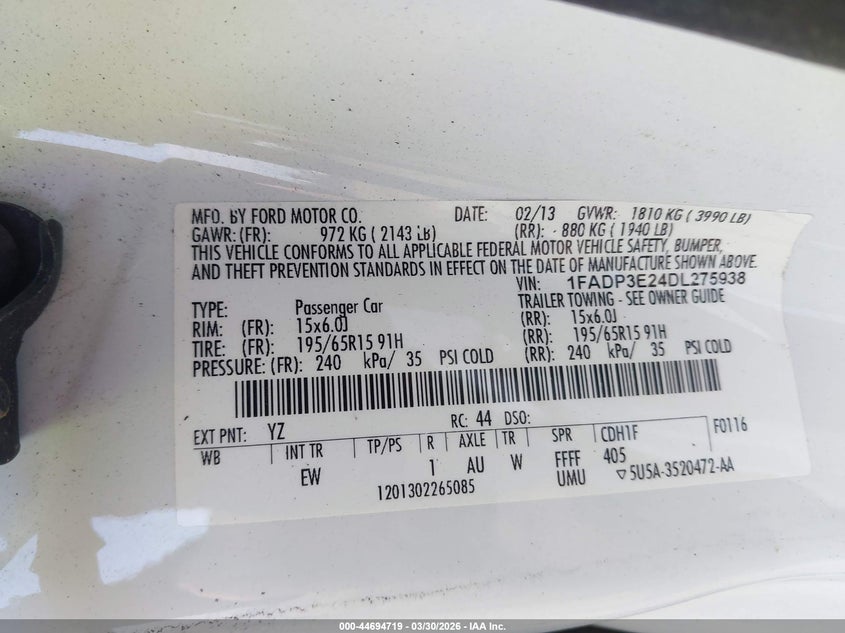 MFD. BY FORD MOTOR CO. DATE: 02/13 GVWR: 1810 KG ( 3990 LB)
GAWR: (FR): 972 KG ( 2143 LB) (RR): 880 KG ( 1940 LB)
THIS VEHICLE CONFORMS TO ALL APPLICABLE FEDERAL MOTOR VEHICLE SAFETY, BUMPER,
AND THEFT PREVENTION STANDARDS IN EFFECT ON THE DATE OF MANUFACTURE SHOWN ABOVE.
VIN: 1FADP3E24DL275938
TYPE: Passenger Car TRAILER TOWING - SEE OWNER GUIDE
RIM: (FR): 15x6.0J (RR): 15x6.0J
TIRE: (FR): 195/65R15 91H (RR): 195/65R15 91H
PRESSURE: (FR): 240 kPa/ 35 PSI COLD (RR): 240 kPa/ 35 PSI COLD
EXT PNT: YZ RC: 44 DSO: F0116
WB INT TR TP/PS R AXLE TR SPR CDH1F
EW 1 AU W FFFF 405
1201302265085 UMU ▽5U5A-3520472-AA
000-44694719 - 03/30/2026 - IAA Inc.